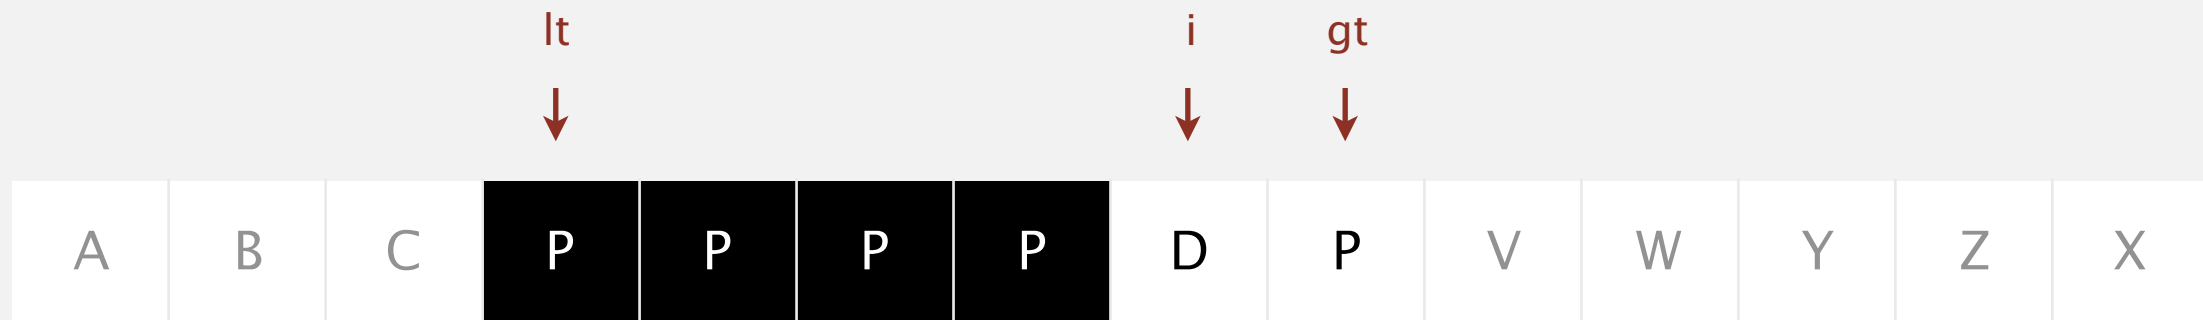 lt i gt
A B C P P P P D P V W Y Z X